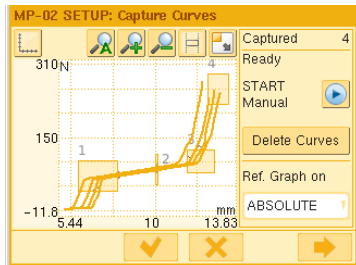 MP-02 SETUP: Capture Curves
Captured 4
Ready
START
Manual
Delete Curves
Ref. Graph on
ABSOLUTE
310 N
150
-11.8
5.44 10 13.83
mm
1
2
3
4